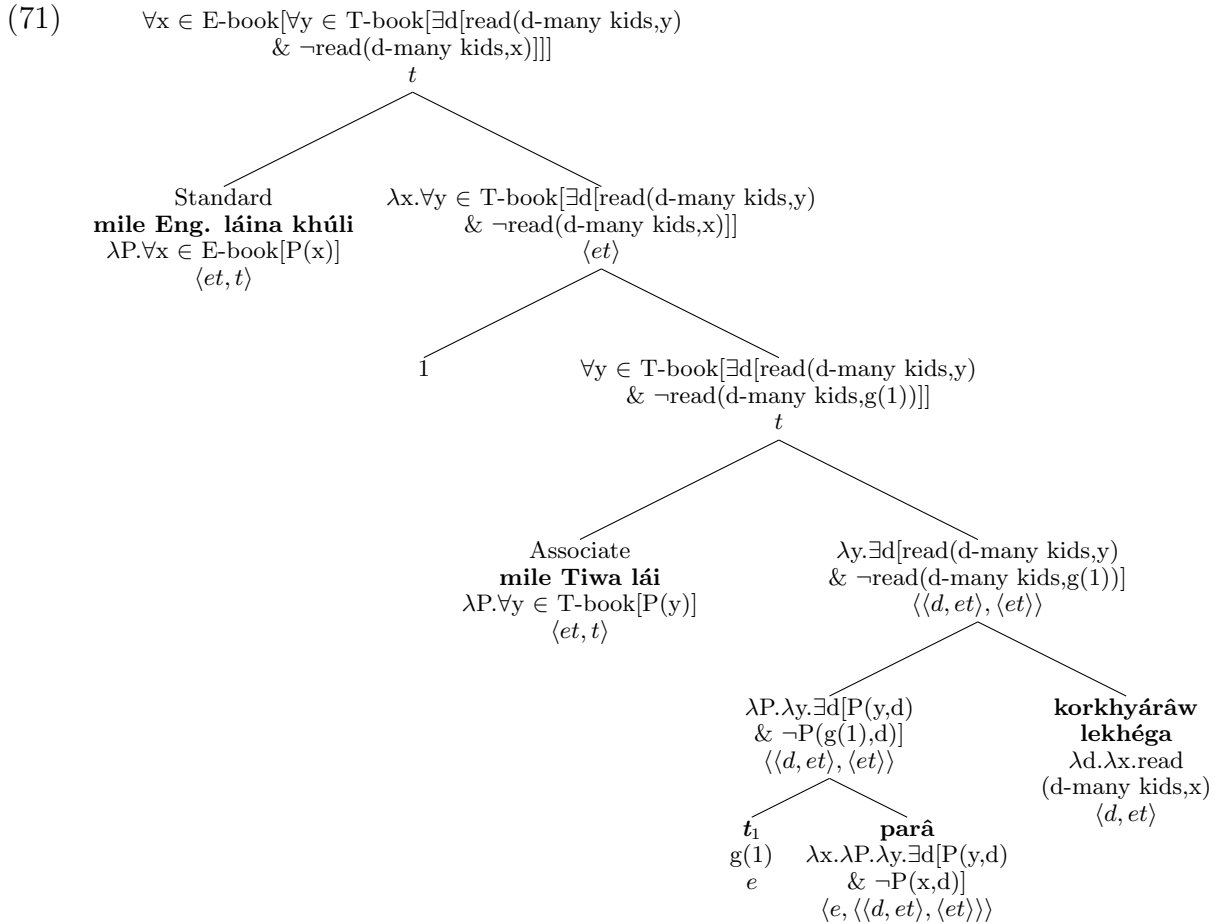 (71)
∀x ∈ E-book[∀y ∈ T-book[∃d[read(d-many kids,y)
& ¬read(d-many kids,x)]]]
t
Standard
mile Eng. láina khúli
λP.∀x ∈ E-book[P(x)]
⟨et, t⟩
λx.∀y ∈ T-book[∃d[read(d-many kids,y)
& ¬read(d-many kids,x)]]
⟨et⟩
1
∀y ∈ T-book[∃d[read(d-many kids,y)
& ¬read(d-many kids,g(1))]]
t
Associate
mile Tiwa lái
λP.∀y ∈ T-book[P(y)]
⟨et, t⟩
λy.∃d[read(d-many kids,y)
& ¬read(d-many kids,g(1))]
⟨⟨d, et⟩, ⟨et⟩⟩
λP.λy.∃d[P(y,d)
& ¬P(g(1),d)]
⟨⟨d, et⟩, ⟨et⟩⟩
korkhyárâw
lekhéga
λd.λx.read
(d-many kids,x)
⟨d, et⟩
t₁
g(1)
e
parâ
λx.λP.λy.∃d[P(y,d)
& ¬P(x,d)]
⟨e, ⟨⟨d, et⟩, ⟨et⟩⟩⟩